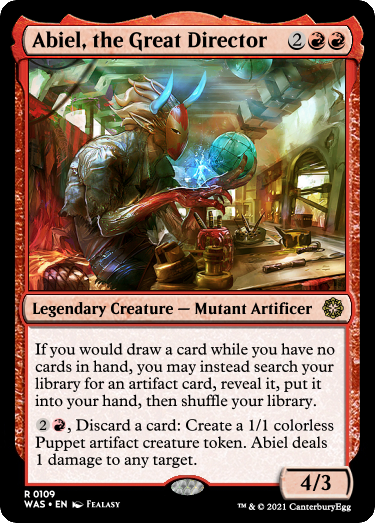 Abiel, the Great Director 2
Legendary Creature — Mutant Artificer
If you would draw a card while you have no
cards in hand, you may instead search your
library for an artifact card, reveal it, put it
into your hand, then shuffle your library.
2, Discard a card: Create a 1/1 colorless
Puppet artifact creature token. Abiel deals
1 damage to any target.
4/3
R 0109
WAS • EN Fealasy
™ & © 2021 CanterburyEgg